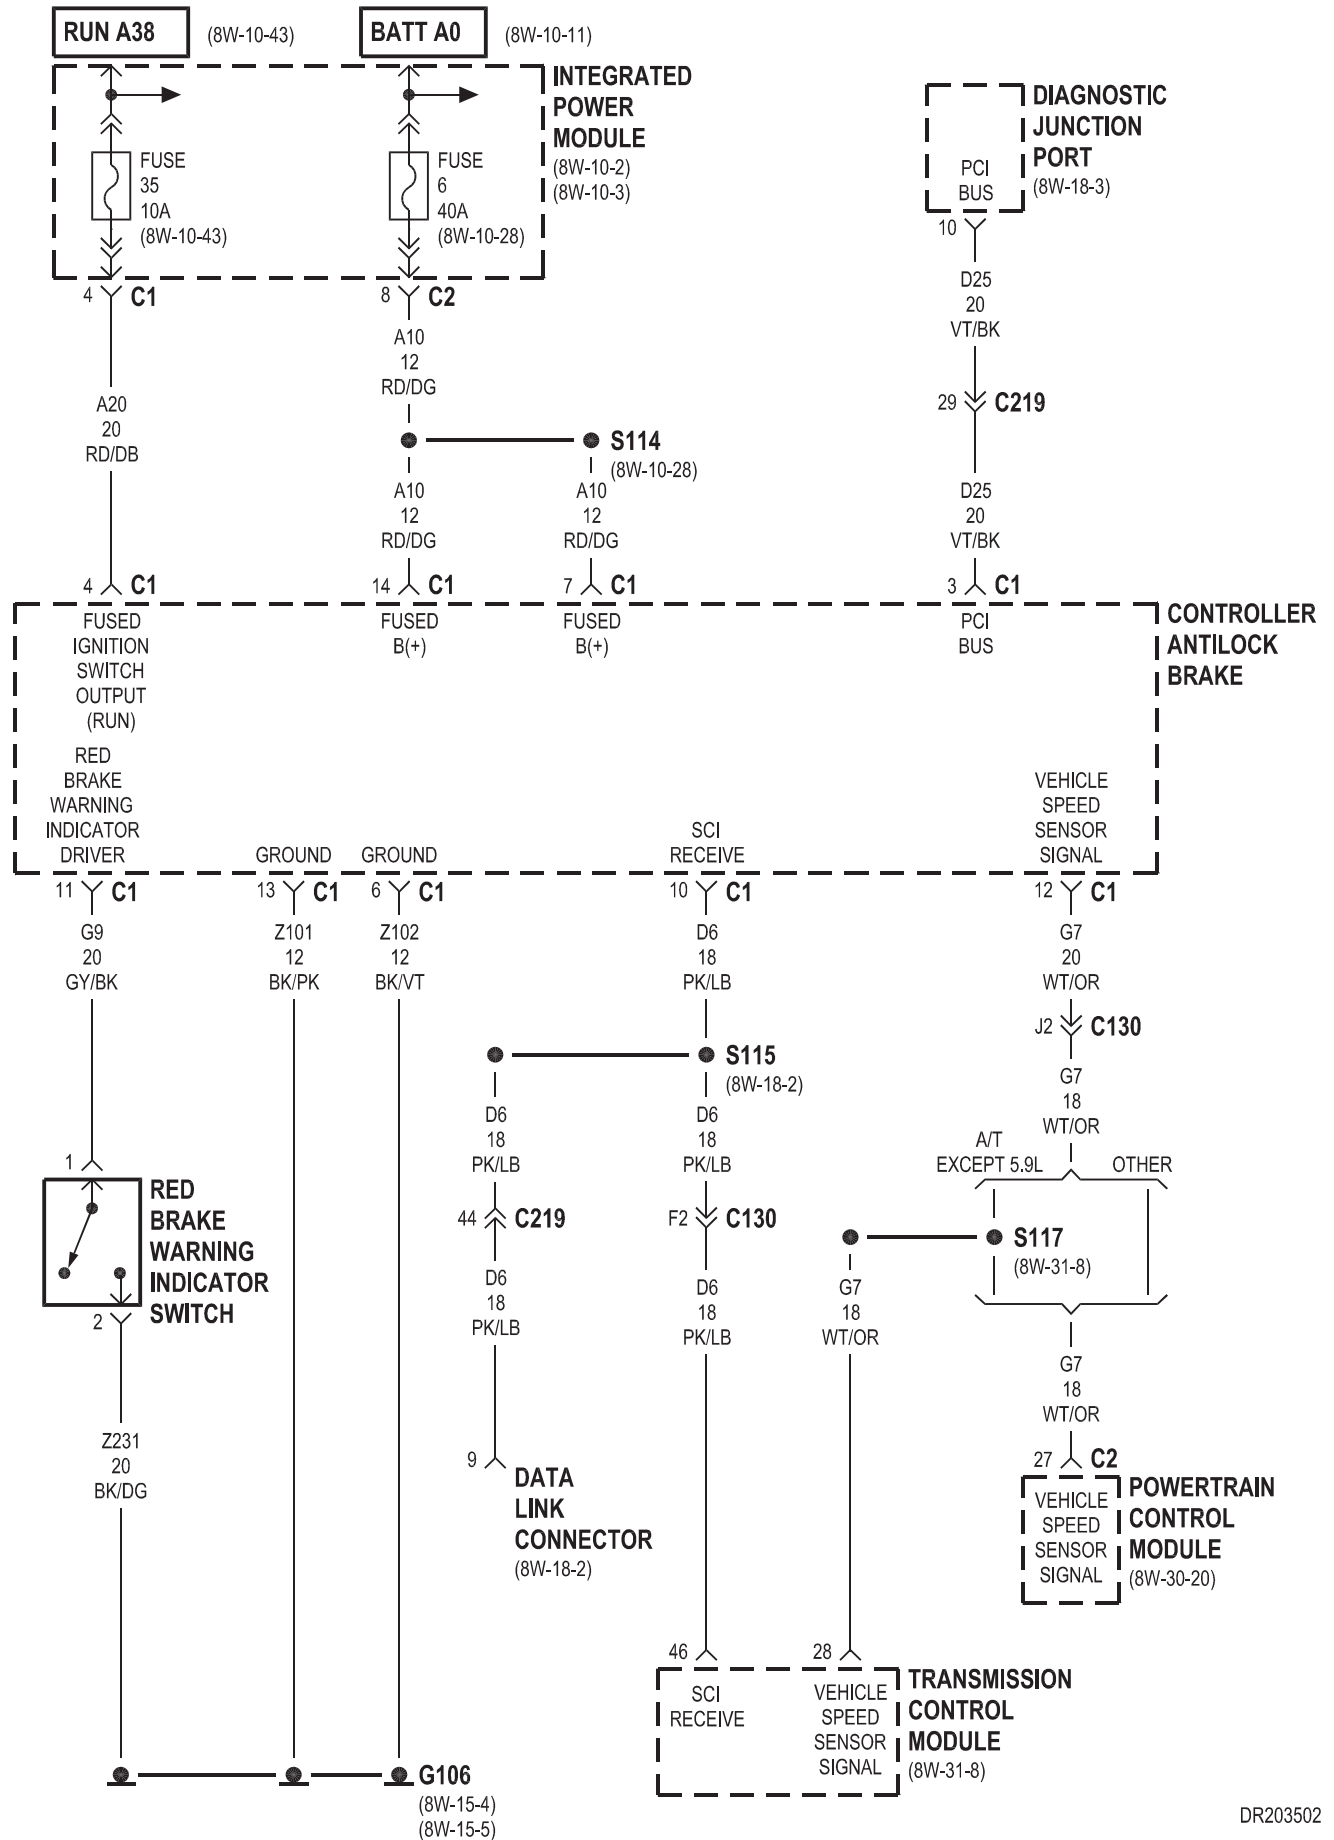 RUN A38 (8W-10-43)
BATT A0 (8W-10-11)
INTEGRATED
POWER
MODULE
(8W-10-2)
(8W-10-3)
FUSE
35
10A
(8W-10-43)
FUSE
6
40A
(8W-10-28)
DIAGNOSTIC
JUNCTION
PORT
(8W-18-3)
PCI
BUS
10
4 C1
8 C2
D25
20
VT/BK
A10
12
RD/DG
29 C219
A20
20
RD/DB
S114
(8W-10-28)
A10
12
RD/DG
A10
12
RD/DG
D25
20
VT/BK
4 C1
14 C1
7 C1
3 C1
FUSED
IGNITION
SWITCH
OUTPUT
(RUN)
FUSED
B(+)
FUSED
B(+)
PCI
BUS
CONTROLLER
ANTILOCK
BRAKE
RED
BRAKE
WARNING
INDICATOR
DRIVER
GROUND
GROUND
SCI
RECEIVE
VEHICLE
SPEED
SENSOR
SIGNAL
11 C1
13 C1
6 C1
10 C1
12 C1
G9
20
GY/BK
Z101
12
BK/PK
Z102
12
BK/VT
D6
18
PK/LB
G7
20
WT/OR
J2 C130
S115
(8W-18-2)
G7
18
WT/OR
D6
18
PK/LB
D6
18
PK/LB
A/T
EXCEPT 5.9L
OTHER
1
RED
BRAKE
WARNING
INDICATOR
SWITCH
2
44 C219
F2 C130
S117
(8W-31-8)
D6
18
PK/LB
D6
18
PK/LB
G7
18
WT/OR
G7
18
WT/OR
Z231
20
BK/DG
9
DATA
LINK
CONNECTOR
(8W-18-2)
27 C2
VEHICLE
SPEED
SENSOR
SIGNAL
POWERTRAIN
CONTROL
MODULE
(8W-30-20)
46
28
SCI
RECEIVE
VEHICLE
SPEED
SENSOR
SIGNAL
TRANSMISSION
CONTROL
MODULE
(8W-31-8)
G106
(8W-15-4)
(8W-15-5)
DR203502